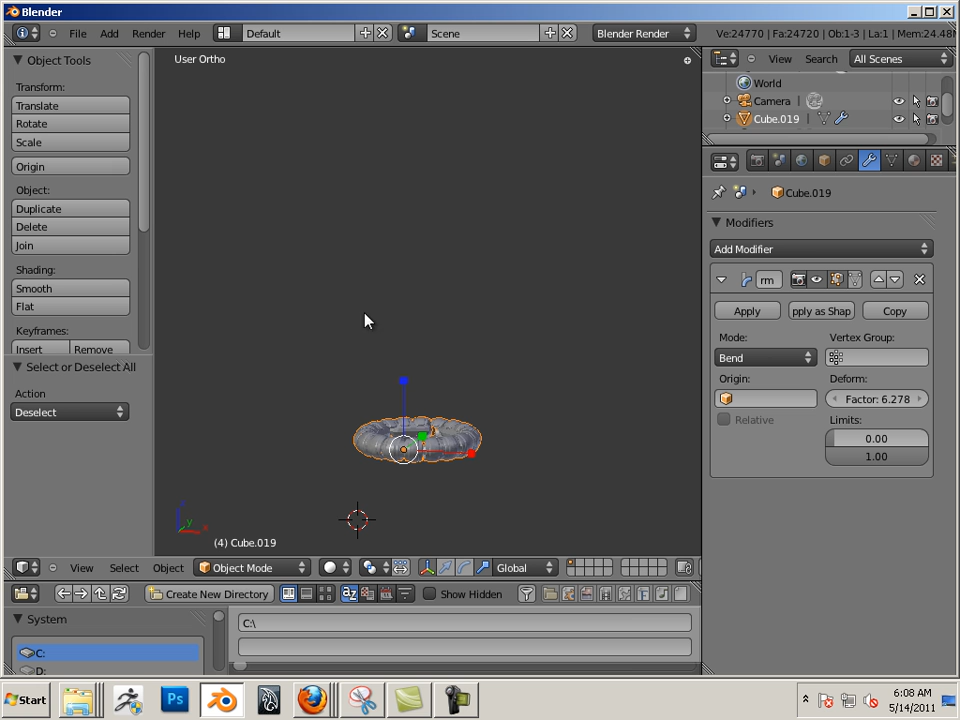 Blender
File Add Render Help Default Scene Blender Render Ve:24770 | Fa:24720 | Ob:1-3 | La:1 | Mem:24.48
Object Tools
Transform:
Translate
Rotate
Scale
Origin
Object:
Duplicate
Delete
Join
Shading:
Smooth
Flat
Keyframes:
Insert Remove
Select or Deselect All
Action
Deselect
User Ortho
z
y
x
(4) Cube.019
View Select Object Object Mode Global
View Search All Scenes
World
Camera
Cube.019
Cube.019
Modifiers
Add Modifier
rm
Apply pply as Shap Copy
Mode: Vertex Group:
Bend
Origin: Deform:
Factor: 6.278
Relative Limits:
0.00
1.00
Create New Directory az Show Hidden
System
C:
D:
C:\
Start Ps 6:08 AM
5/14/2011